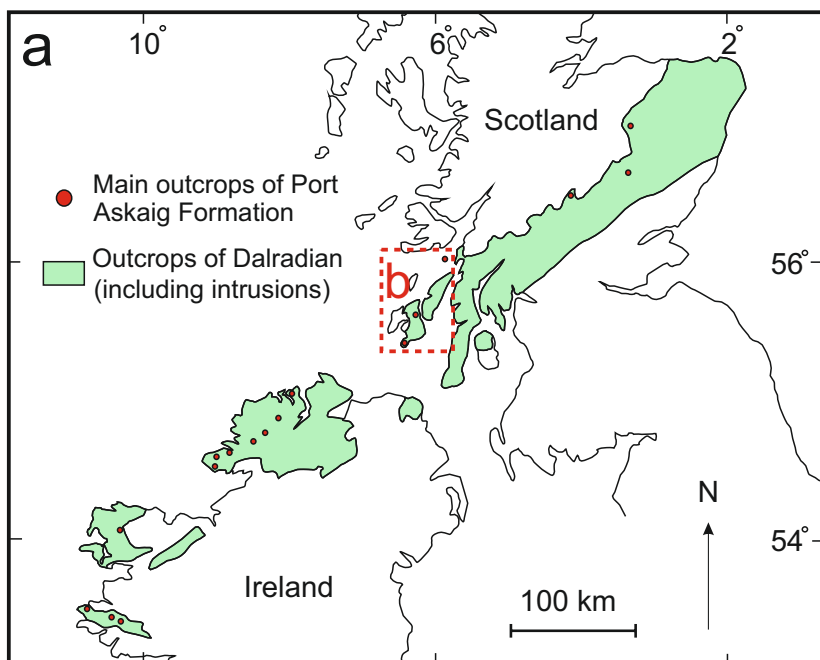 a
10°
6°
2°
Scotland
Main outcrops of Port
Askaig Formation
Outcrops of Dalradian
(including intrusions)
b
56°
N
54°
Ireland
100 km